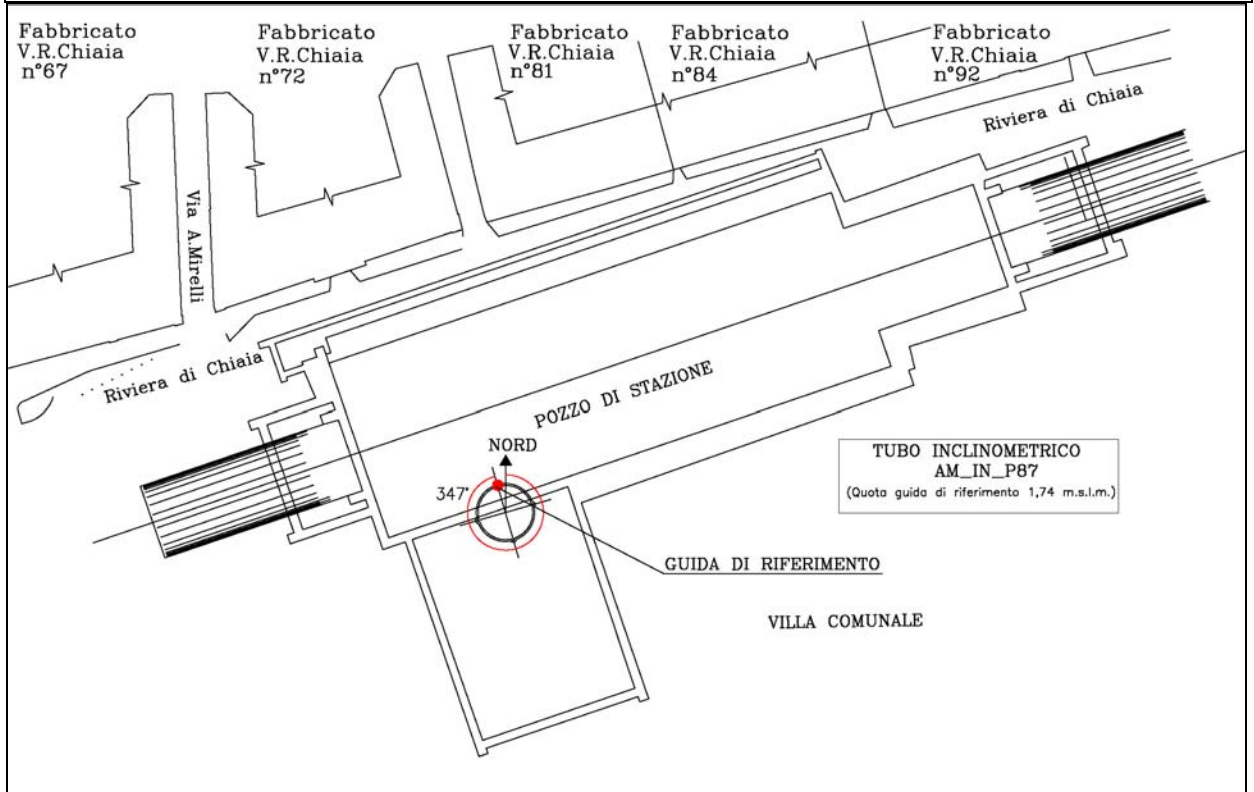 Fabbricato
V.R.Chiaia
n°67
Fabbricato
V.R.Chiaia
n°72
Fabbricato
V.R.Chiaia
n°81
Fabbricato
V.R.Chiaia
n°84
Fabbricato
V.R.Chiaia
n°92
Riviera di Chiaia
Via A.Mirelli
Riviera di Chiaia
POZZO DI STAZIONE
NORD
347°
TUBO INCLINOMETRICO
AM_IN_P87
(Quota guida di riferimento 1,74 m.s.l.m.)
GUIDA DI RIFERIMENTO
VILLA COMUNALE